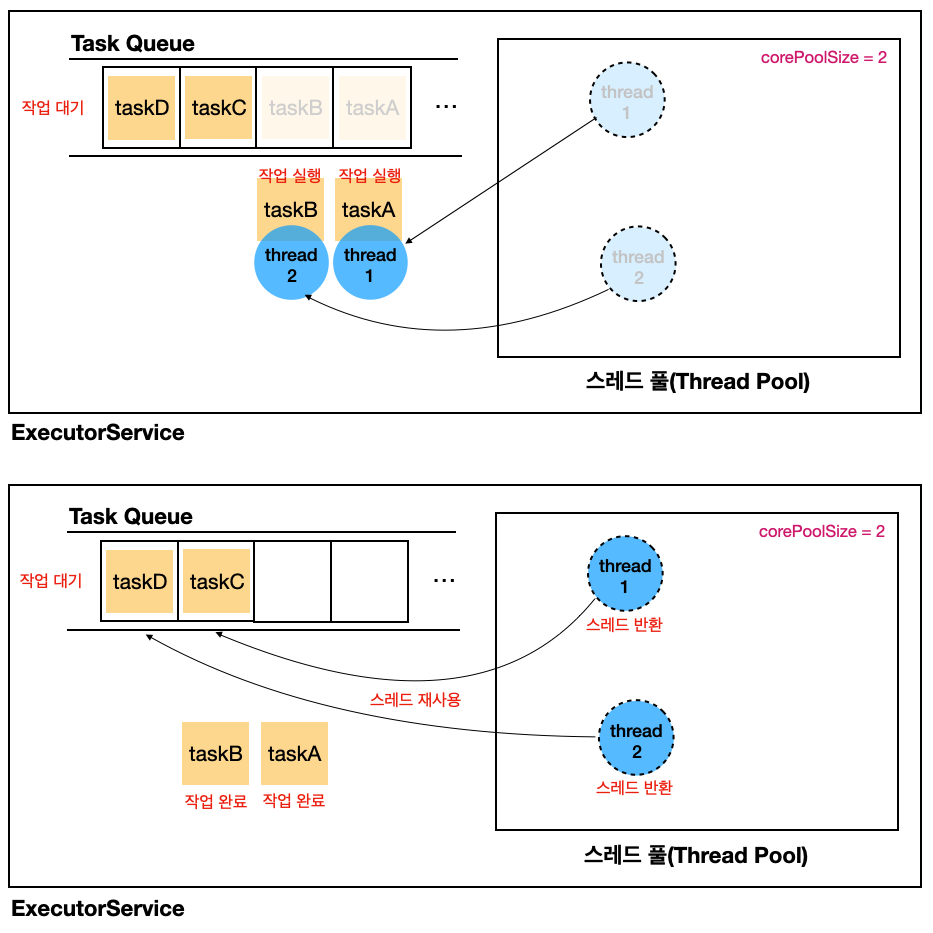 Task Queue
corePoolSize = 2
작업 대기
taskD
taskC
taskB
taskA
...
thread
1
작업 실행
작업 실행
taskB
taskA
thread
2
thread
1
thread
2
스레드 풀(Thread Pool)
ExecutorService
Task Queue
corePoolSize = 2
작업 대기
taskD
taskC
...
thread
1
스레드 반환
스레드 재사용
taskB
taskA
작업 완료
작업 완료
thread
2
스레드 반환
스레드 풀(Thread Pool)
ExecutorService